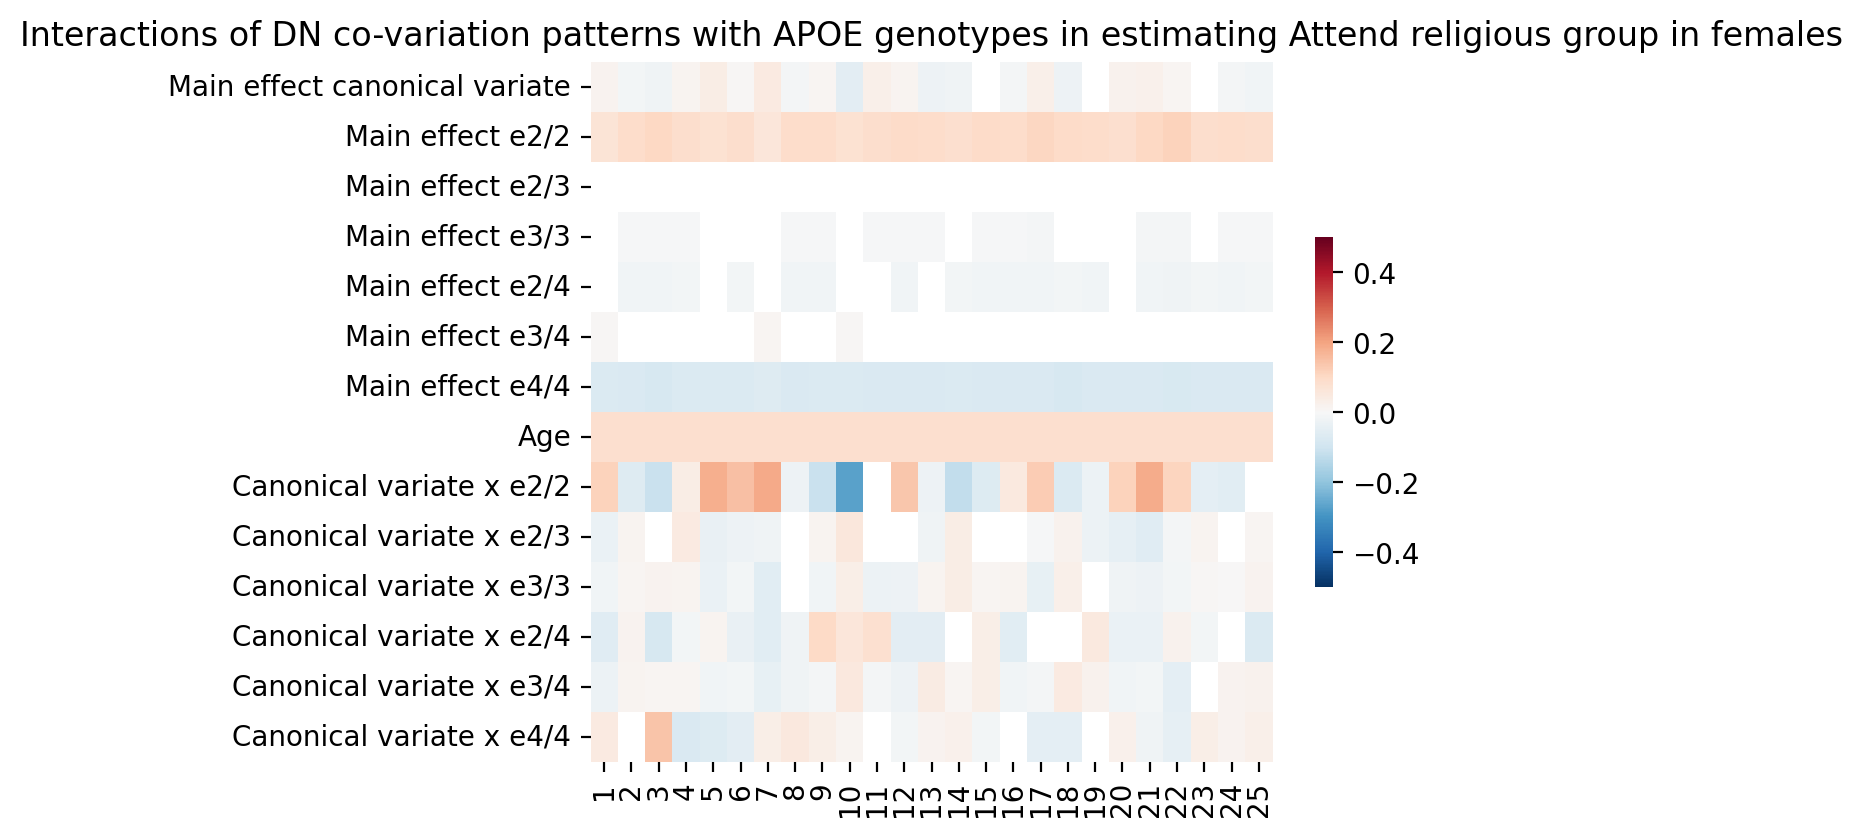 Interactions of DN co-variation patterns with APOE genotypes in estimating Attend religious group in females
Main effect canonical variate
Main effect e2/2
Main effect e2/3
Main effect e3/3
Main effect e2/4
Main effect e3/4
Main effect e4/4
Age
Canonical variate x e2/2
Canonical variate x e2/3
Canonical variate x e3/3
Canonical variate x e2/4
Canonical variate x e3/4
Canonical variate x e4/4
1 2 3 4 5 6 7 8 9 10 11 12 13 14 15 16 17 18 19 20 21 22 23 24 25
0.4
0.2
0.0
−0.2
−0.4